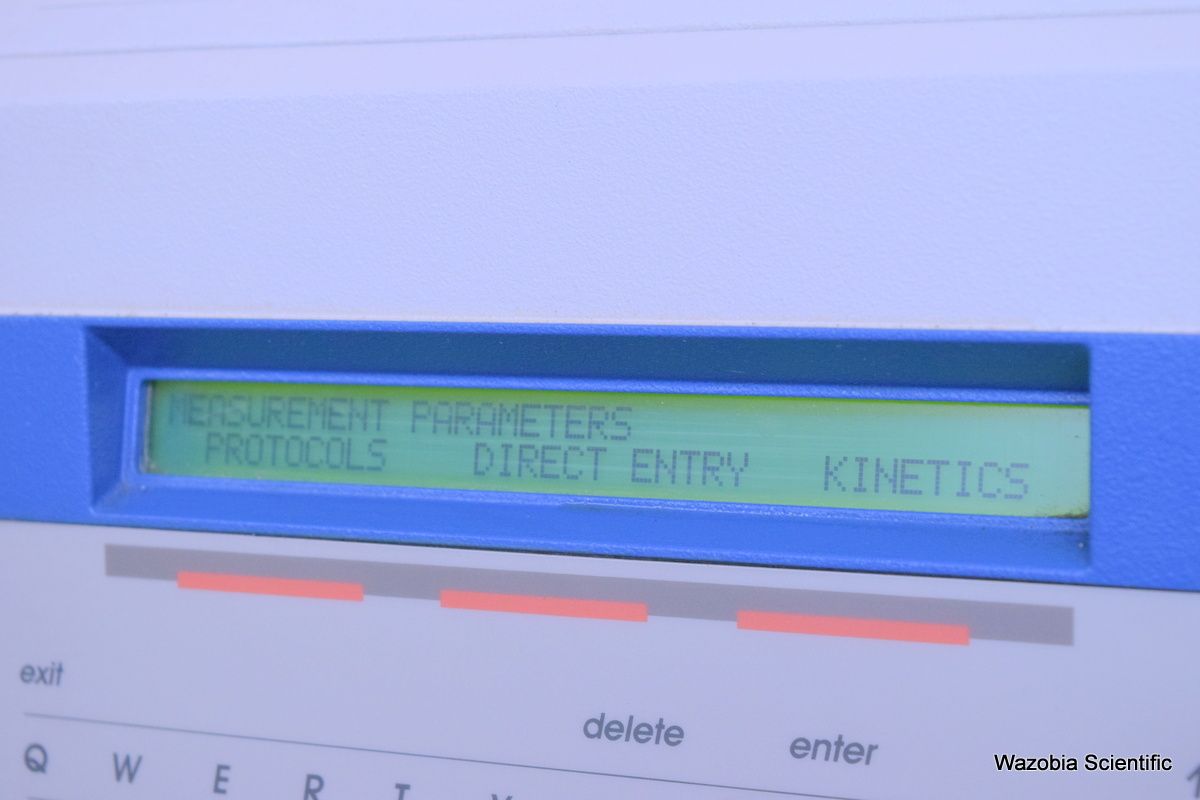 MEASUREMENT PARAMETERS
PROTOCOLS DIRECT ENTRY KINETICS
exit
delete enter
Q W E R T Y
Wazobia Scientific